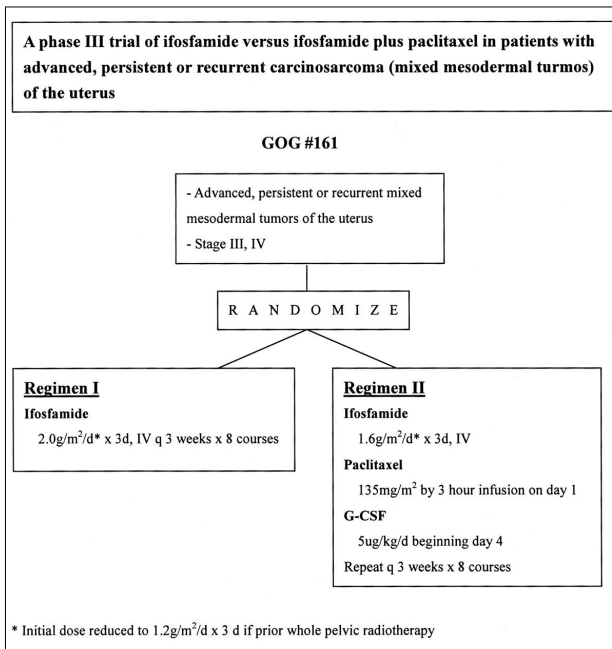 A phase III trial of ifosfamide versus ifosfamide plus paclitaxel in patients with
advanced, persistent or recurrent carcinosarcoma (mixed mesodermal turmos)
of the uterus
GOG #161
- Advanced, persistent or recurrent mixed
mesodermal tumors of the uterus
- Stage III, IV
R A N D O M I Z E
Regimen I
Ifosfamide
2.0g/m²/d* x 3d, IV q 3 weeks x 8 courses
Regimen II
Ifosfamide
1.6g/m²/d* x 3d, IV
Paclitaxel
135mg/m² by 3 hour infusion on day 1
G-CSF
5ug/kg/d beginning day 4
Repeat q 3 weeks x 8 courses
* Initial dose reduced to 1.2g/m²/d x 3 d if prior whole pelvic radiotherapy